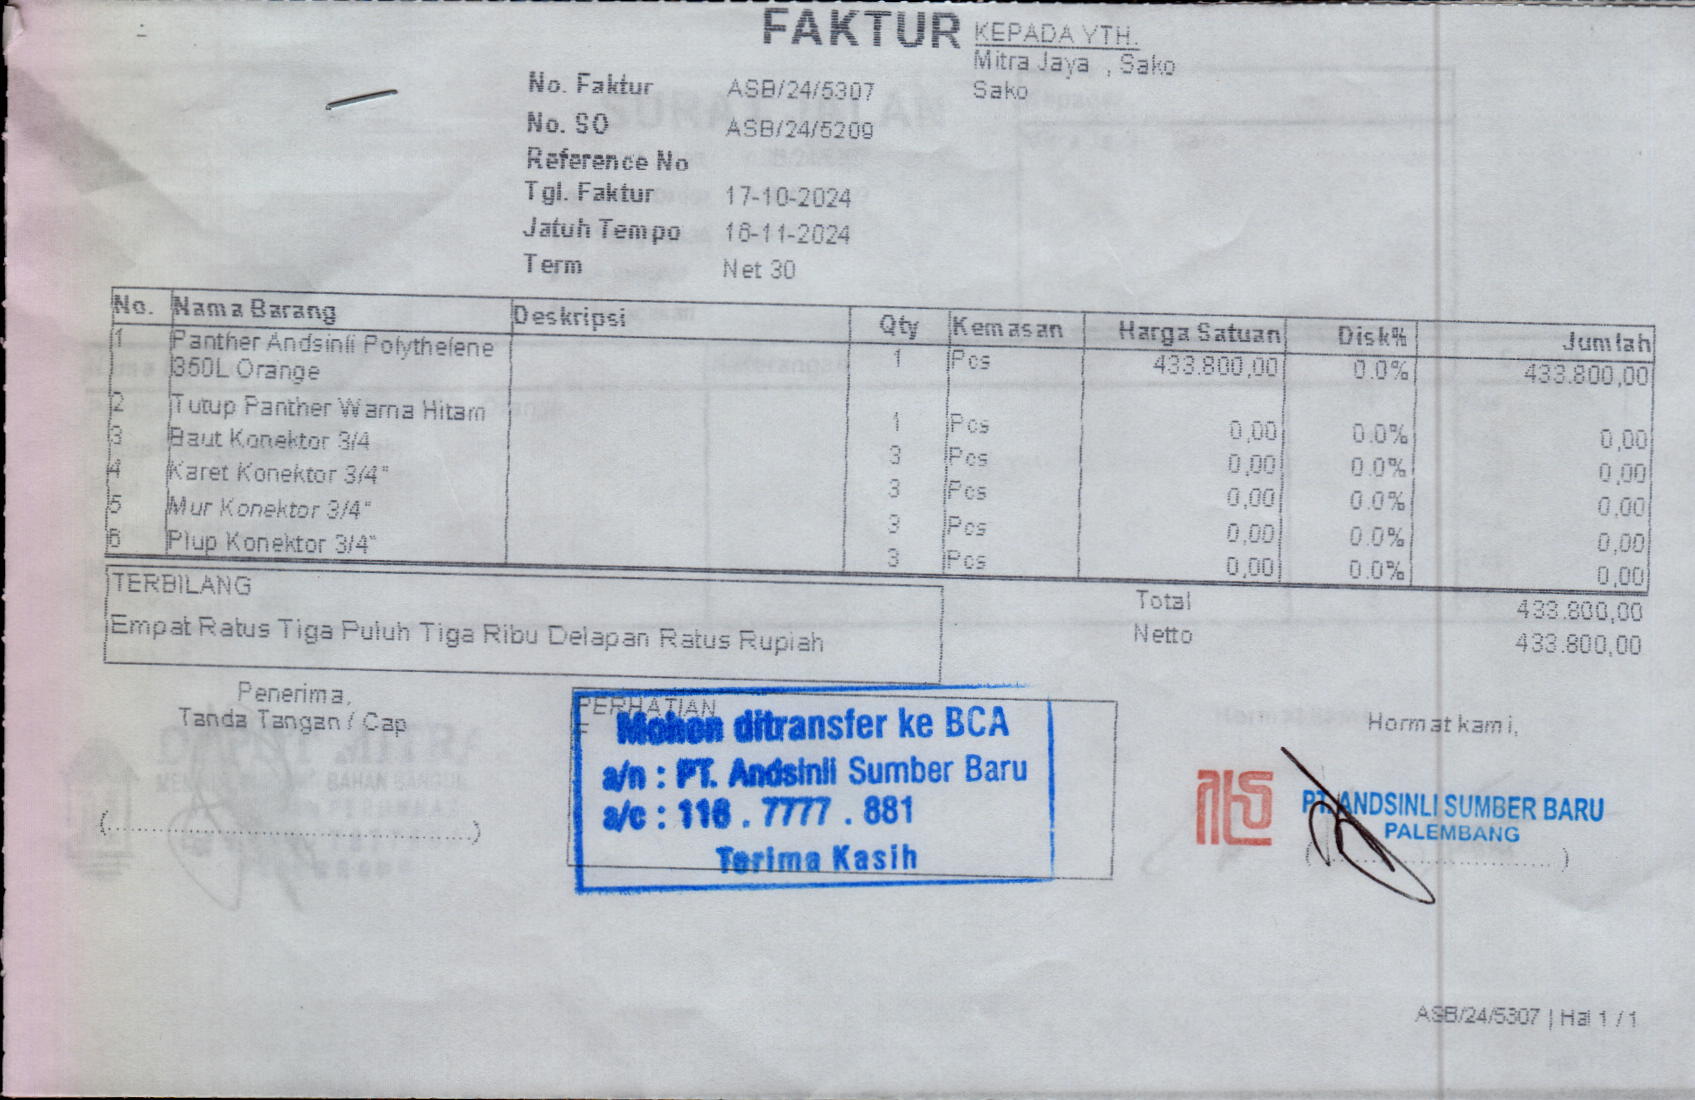 FAKTUR
KEPADA YTH.
Mitra Jaya , Sako
Sako
No. Faktur ASB/24/5307
No. SO ASB/24/5209
Reference No
Tgl. Faktur 17-10-2024
Jatuh Tempo 16-11-2024
Term Net 30
No. Nama Barang Deskripsi Qty Kemasan Harga Satuan Disk% Jumlah
1 Panther Andsinli Polythelene 1 Pcs 433.800,00 0.0% 433.800,00
350L Orange
2 Tutup Panther Warna Hitam 1 Pcs 0,00 0.0% 0,00
3 Baut Konektor 3/4 3 Pcs 0,00 0.0% 0,00
4 Karet Konektor 3/4" 3 Pcs 0,00 0.0% 0,00
5 Mur Konektor 3/4" 3 Pcs 0,00 0.0% 0,00
6 Plup Konektor 3/4" 3 Pcs 0,00 0.0% 0,00
TERBILANG
Empat Ratus Tiga Puluh Tiga Ribu Delapan Ratus Rupiah
Total 433.800,00
Netto 433.800,00
Penerima,
Tanda Tangan / Cap
(................................................)
PERHATIAN
Mohon ditransfer ke BCA
a/n : PT. Andsinli Sumber Baru
a/c : 116 . 7777 . 881
Terima Kasih
Hormat kami,
PT. ANDSINLI SUMBER BARU
PALEMBANG
ASB/24/5307 | Hal 1 / 1